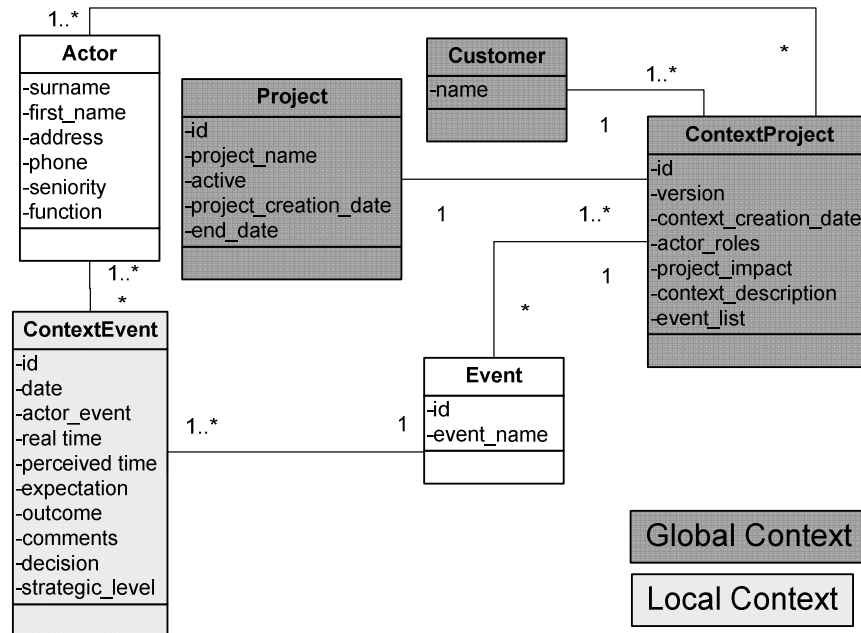 1..*
Actor
-surname
-first_name
-address
-phone
-seniority
-function
Project
-id
-project_name
-active
-project_creation_date
-end_date
Customer
-name
1..*
*
1
ContextProject
-id
-version
-context_creation_date
-actor_roles
-project_impact
-context_description
-event_list
1
1..*
1
1..*
*
*
ContextEvent
-id
-date
-actor_event
-real time
-perceived time
-expectation
-outcome
-comments
-decision
-strategic_level
1..*
1
Event
-id
-event_name
Global Context
Local Context